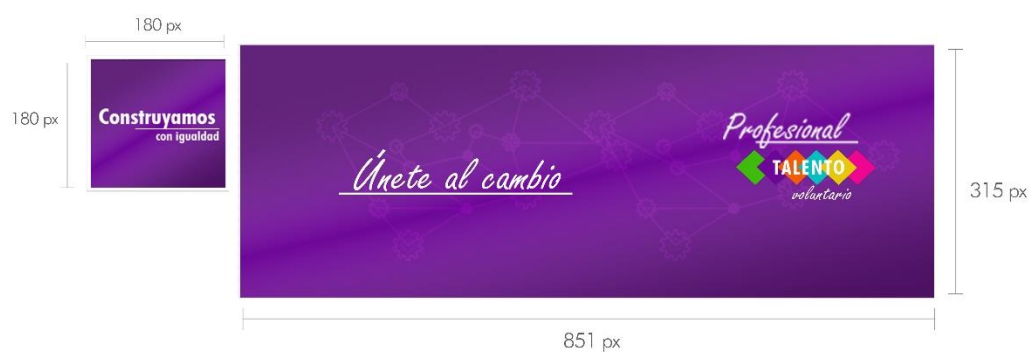 180 px
180 px
Construyamos
con igualdad
Únete al cambio
Profesional
TALENTO
voluntario
315 px
851 px